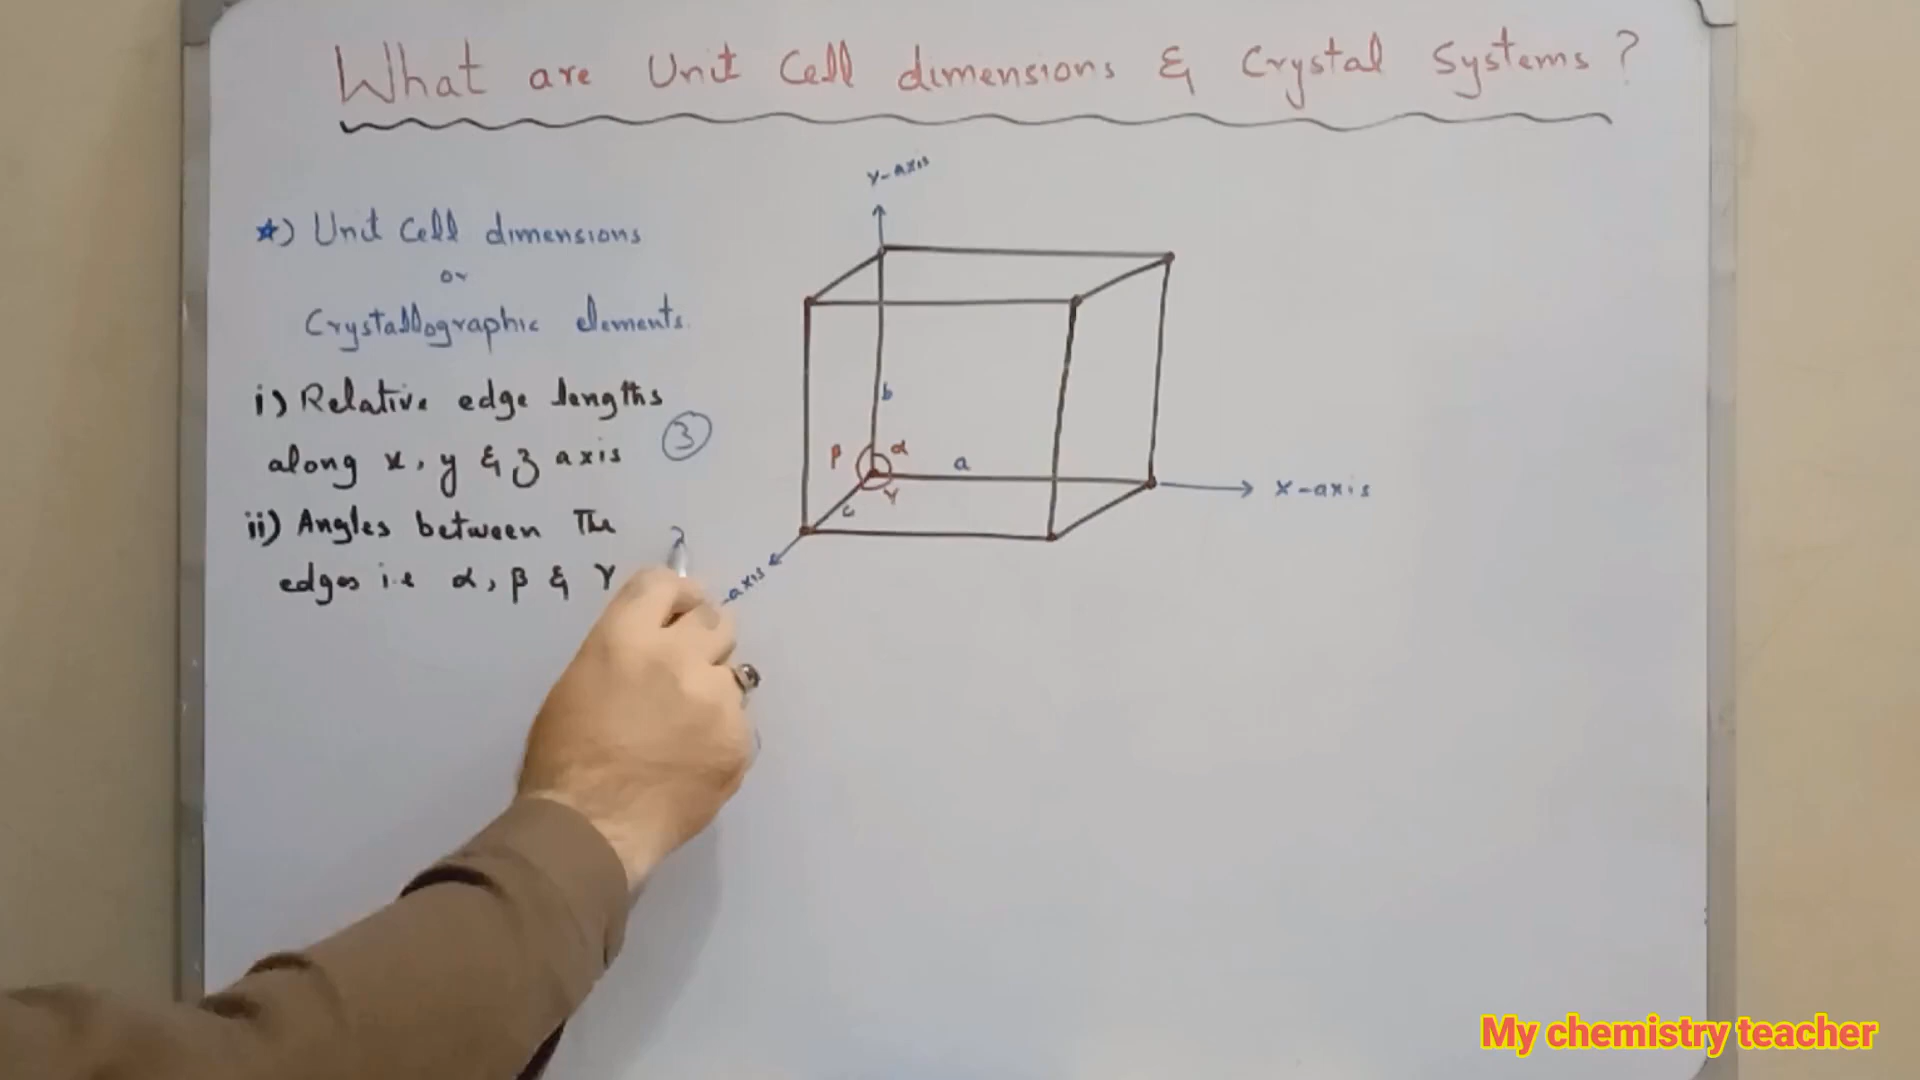 What are Unit Cell dimensions & Crystal Systems?
*) Unit Cell dimensions
or
Crystallographic elements.
i) Relative edge lengths
along x, y & z axis
3
ii) Angles between The
edges i.e α, β & γ
y-axis
b
β
α
a
γ
c
x-axis
-axis
My chemistry teacher